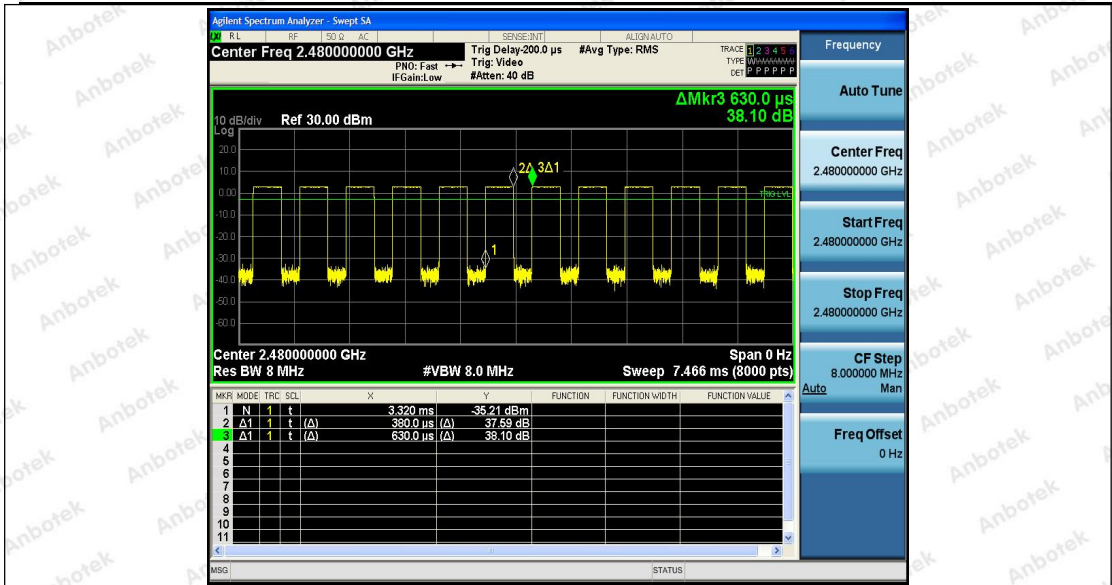 Agilent Spectrum Analyzer - Swept SA
RL RF 50 Ω AC SENSE:INT ALIGN AUTO
Center Freq 2.480000000 GHz
PNO: Fast
IFGain:Low
Trig Delay-200.0 µs
Trig: Video
#Atten: 40 dB
#Avg Type: RMS
TRACE 1 2 3 4 5 6
TYPE
DET P P P P P P
ΔMkr3 630.0 µs
38.10 dB
10 dB/div Ref 30.00 dBm
Log
20.0
10.0
0.00
-10.0
-20.0
-30.0
-40.0
-50.0
-60.0
2Δ 3Δ1
1
TRIG LVL
Center 2.480000000 GHz Span 0 Hz
Res BW 8 MHz #VBW 8.0 MHz Sweep 7.466 ms (8000 pts)
MKR MODE TRC SCL X Y FUNCTION FUNCTION WIDTH FUNCTION VALUE
1 N 1 t 3.320 ms -35.21 dBm
2 Δ1 1 t (Δ) 380.0 µs (Δ) 37.59 dB
3 Δ1 1 t (Δ) 630.0 µs (Δ) 38.10 dB
4
5
6
7
8
9
10
11
MSG STATUS
Frequency
Auto Tune
Center Freq
2.480000000 GHz
Start Freq
2.480000000 GHz
Stop Freq
2.480000000 GHz
CF Step
8.000000 MHz
Auto Man
Freq Offset
0 Hz
Anbotek